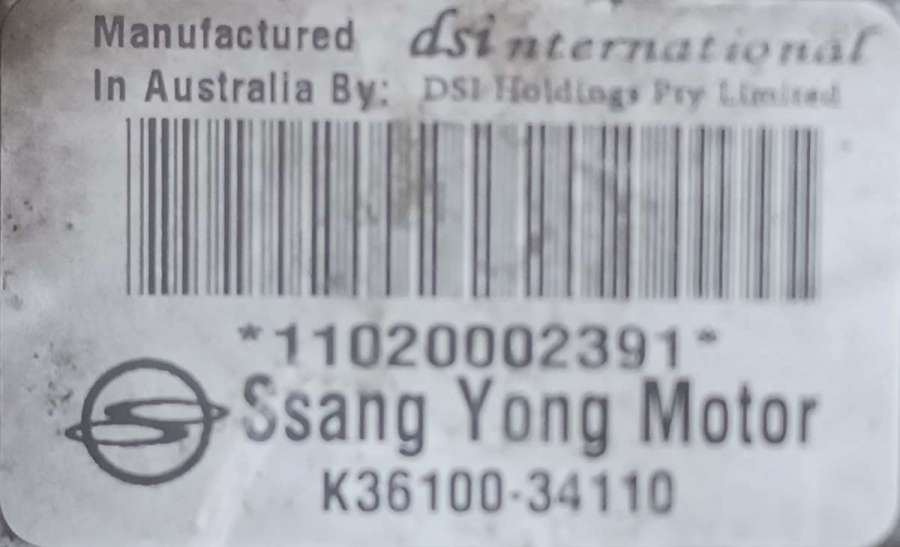 Manufactured dsi nternational
In Australia By: DSI Holdings Pty Limited
*11020002391*
Ssang Yong Motor
K36100-34110